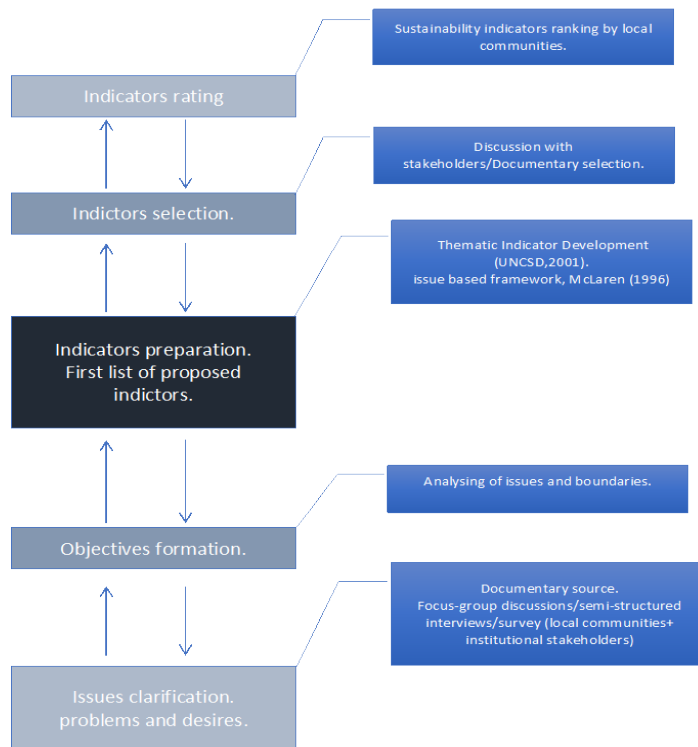 Sustainability indicators ranking by local
communities.
Indicators rating
Discussion with
stakeholders/Documentary selection.
Indictors selection.
Thematic Indicator Development
(UNCSD,2001).
issue based framework, McLaren (1996)
Indicators preparation.
First list of proposed
indictors.
Analysing of issues and boundaries.
Objectives formation.
Documentary source.
Focus-group discussions/semi-structured
interviews/survey (local communities+
institutional stakeholders)
Issues clarification.
problems and desires.